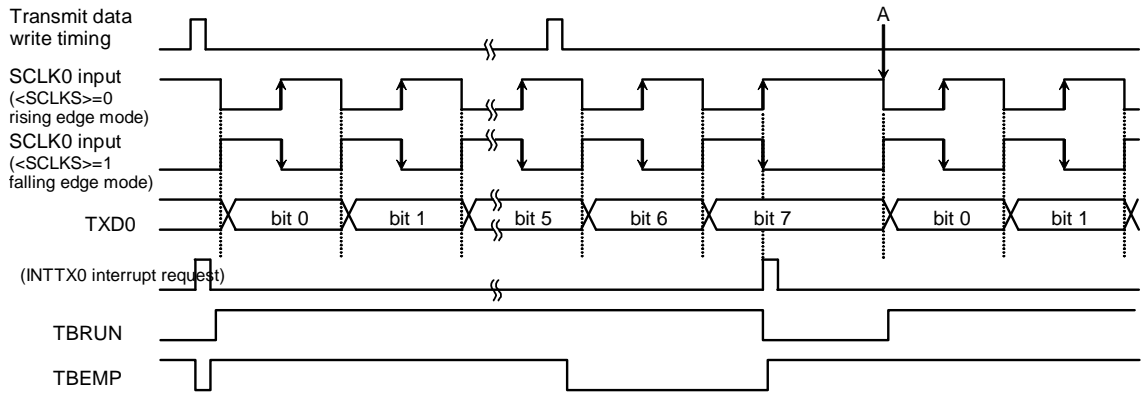 Transmit data
write timing
A
SCLK0 input
(<SCLKS>=0
rising edge mode)
SCLK0 input
(<SCLKS>=1
falling edge mode)
TXD0
bit 0
bit 1
bit 5
bit 6
bit 7
bit 0
bit 1
(INTTX0 interrupt request)
TBRUN
TBEMP